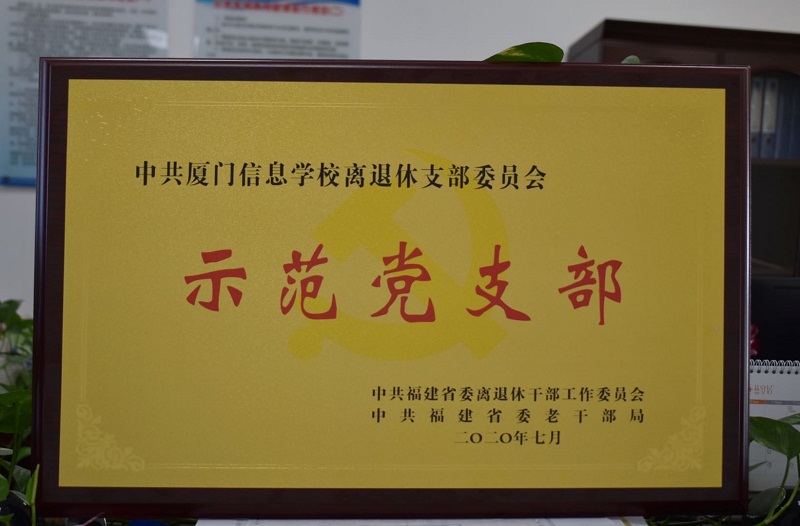 中共厦门信息学校离退休支部委员会
示范党支部
中共福建省委离退休干部工作委员会
中共福建省委老干部局
二〇二〇年七月